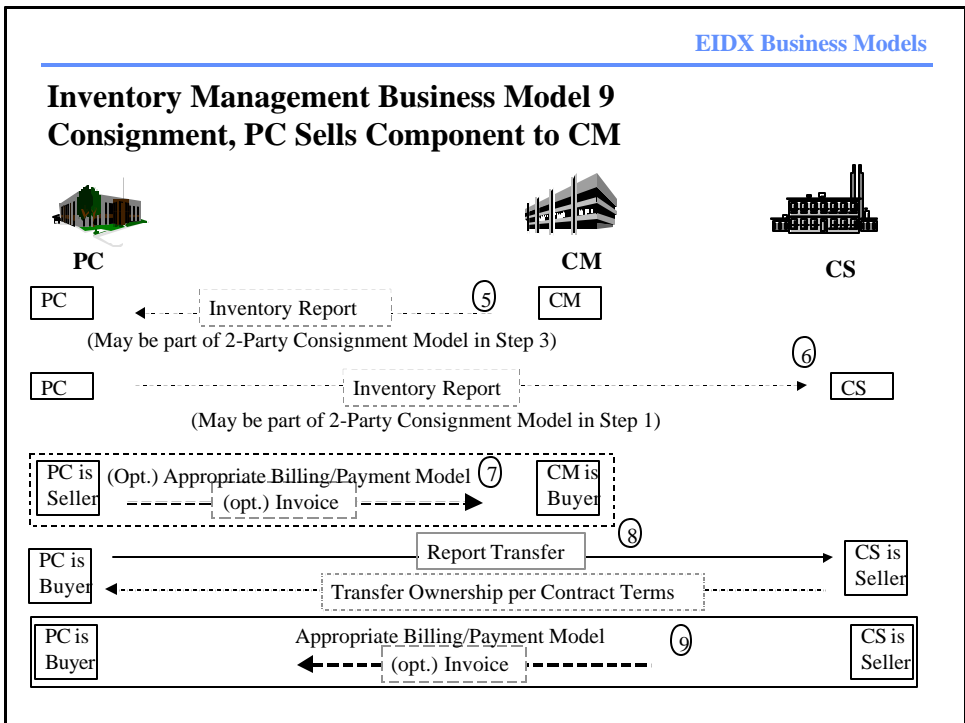 EIDX Business Models
Inventory Management Business Model 9
Consignment, PC Sells Component to CM
PC
CM
CS
PC
Inventory Report
5
CM
(May be part of 2-Party Consignment Model in Step 3)
6
PC
Inventory Report
CS
(May be part of 2-Party Consignment Model in Step 1)
PC is
Seller
(Opt.) Appropriate Billing/Payment Model
7
(opt.) Invoice
CM is
Buyer
8
PC is
Buyer
Report Transfer
Transfer Ownership per Contract Terms
CS is
Seller
PC is
Buyer
Appropriate Billing/Payment Model
9
(opt.) Invoice
CS is
Seller